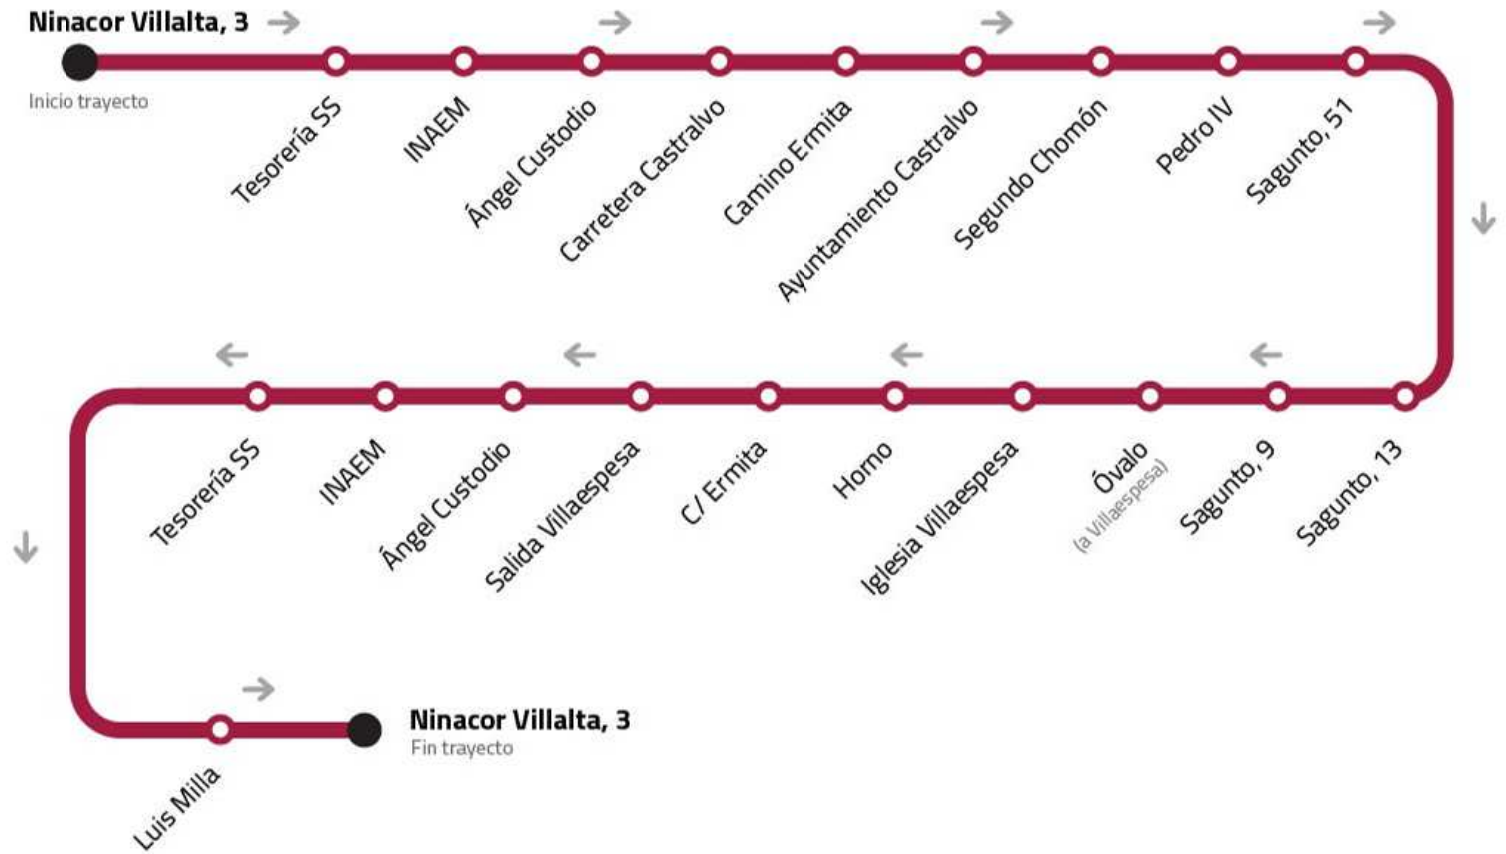 Ninacor Villalta, 3
Inicio trayecto
Tesorería SS
INAEM
Ángel Custodio
Carretera Castralvo
Camino Ermita
Ayuntamiento Castralvo
Segundo Chomón
Pedro IV
Sagunto, 51
Sagunto, 13
Sagunto, 9
Óvalo
(a Villaespesa)
Iglesia Villaespesa
Horno
C/ Ermita
Salida Villaespesa
Ángel Custodio
INAEM
Tesorería SS
Luis Milla
Ninacor Villalta, 3
Fin trayecto